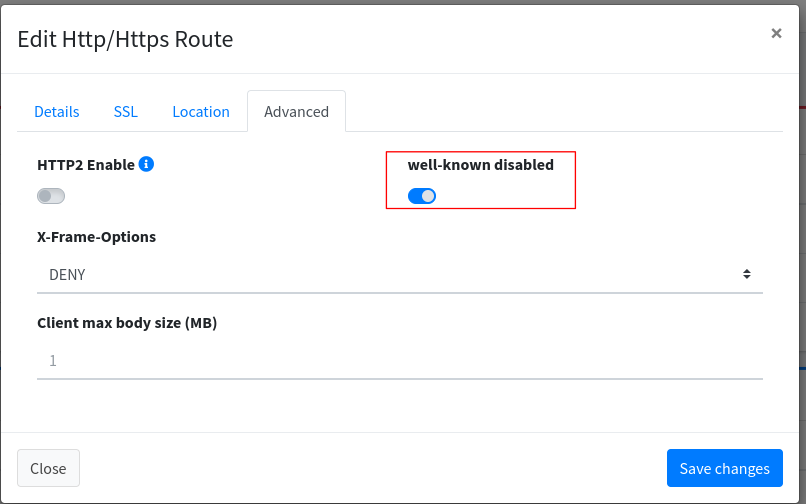 Edit Http/Https Route
×
Details SSL Location Advanced
HTTP2 Enable well-known disabled
X-Frame-Options
DENY
Client max body size (MB)
1
Close Save changes